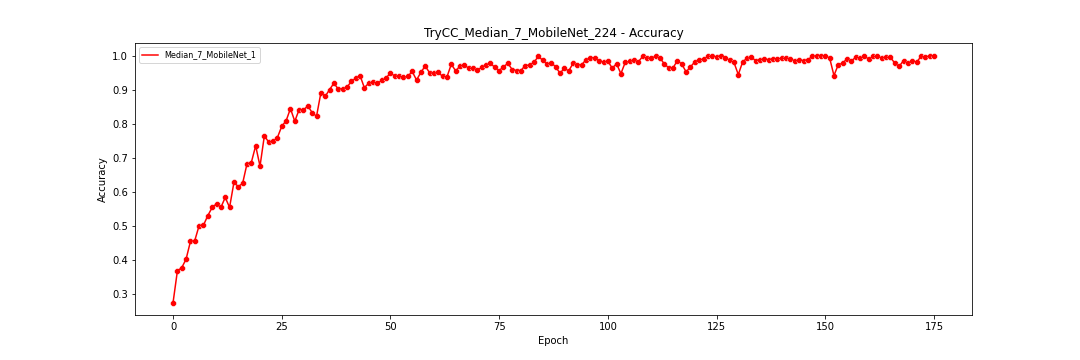 TryCC_Median_7_MobileNet_224 - Accuracy
Median_7_MobileNet_1
1.0
0.9
0.8
0.7
0.6
0.5
0.4
0.3
Accuracy
0 25 50 75 100 125 150 175
Epoch